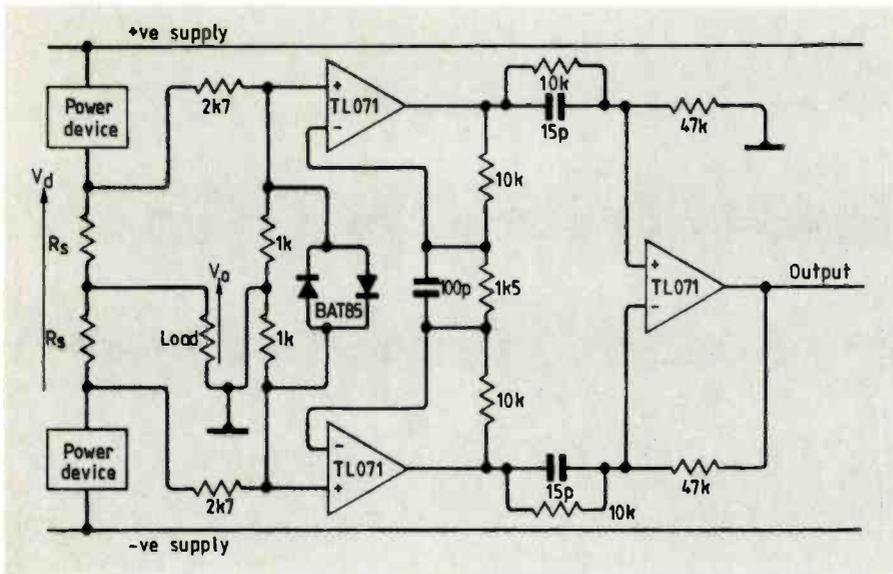 +ve supply
Power
device
2k7
TL071
+
-
10k
15p
47k
Vd
Rs
Vo
1k
BAT85
100p
1k5
10k
TL071
+
-
Output
Rs
Load
1k
10k
Power
device
2k7
TL071
-
+
15p
10k
47k
-ve supply